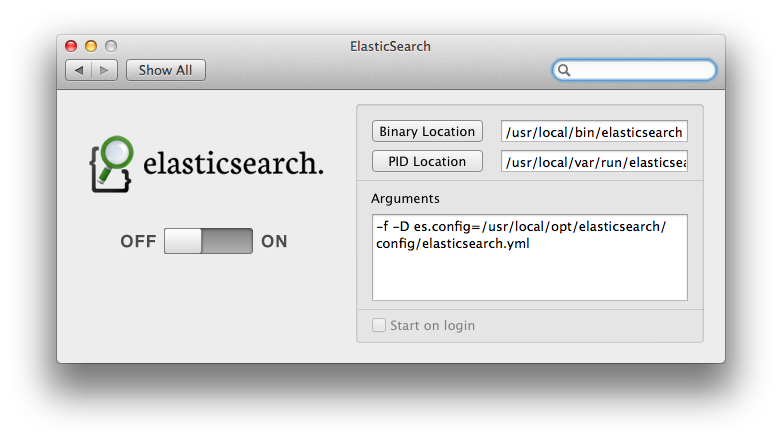 ElasticSearch
Show All
elasticsearch.
OFF ON
Binary Location /usr/local/bin/elasticsearch
PID Location /usr/local/var/run/elasticsea
Arguments
-f -D es.config=/usr/local/opt/elasticsearch/
config/elasticsearch.yml
Start on login